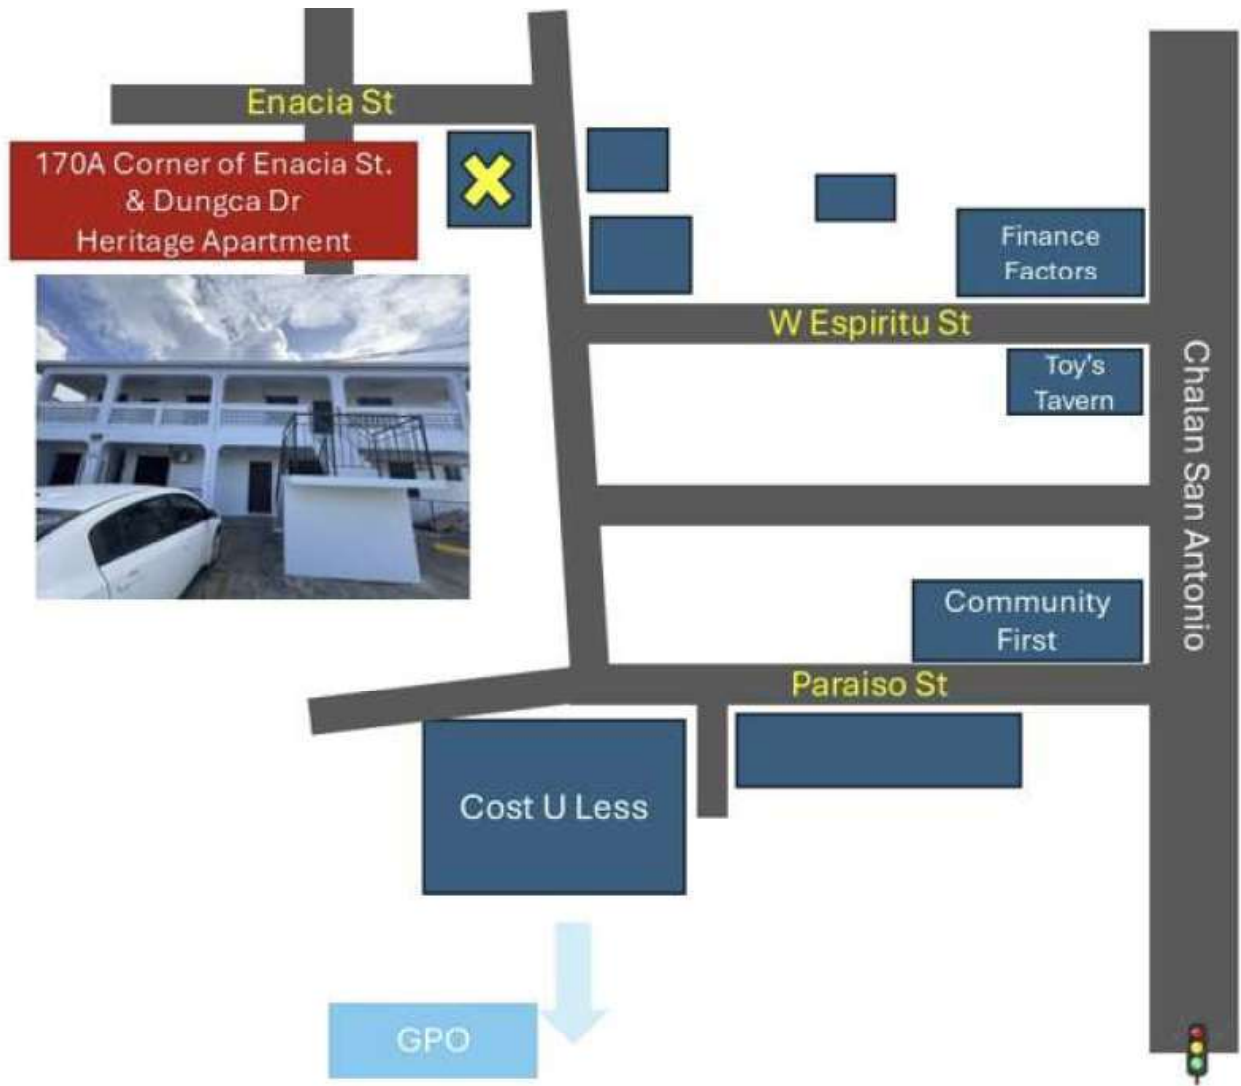 Enacia St
170A Corner of Enacia St.
& Dungca Dr
Heritage Apartment
Finance
Factors
W Espiritu St
Toy's
Tavern
Chalan San Antonio
Community
First
Paraiso St
Cost U Less
GPO